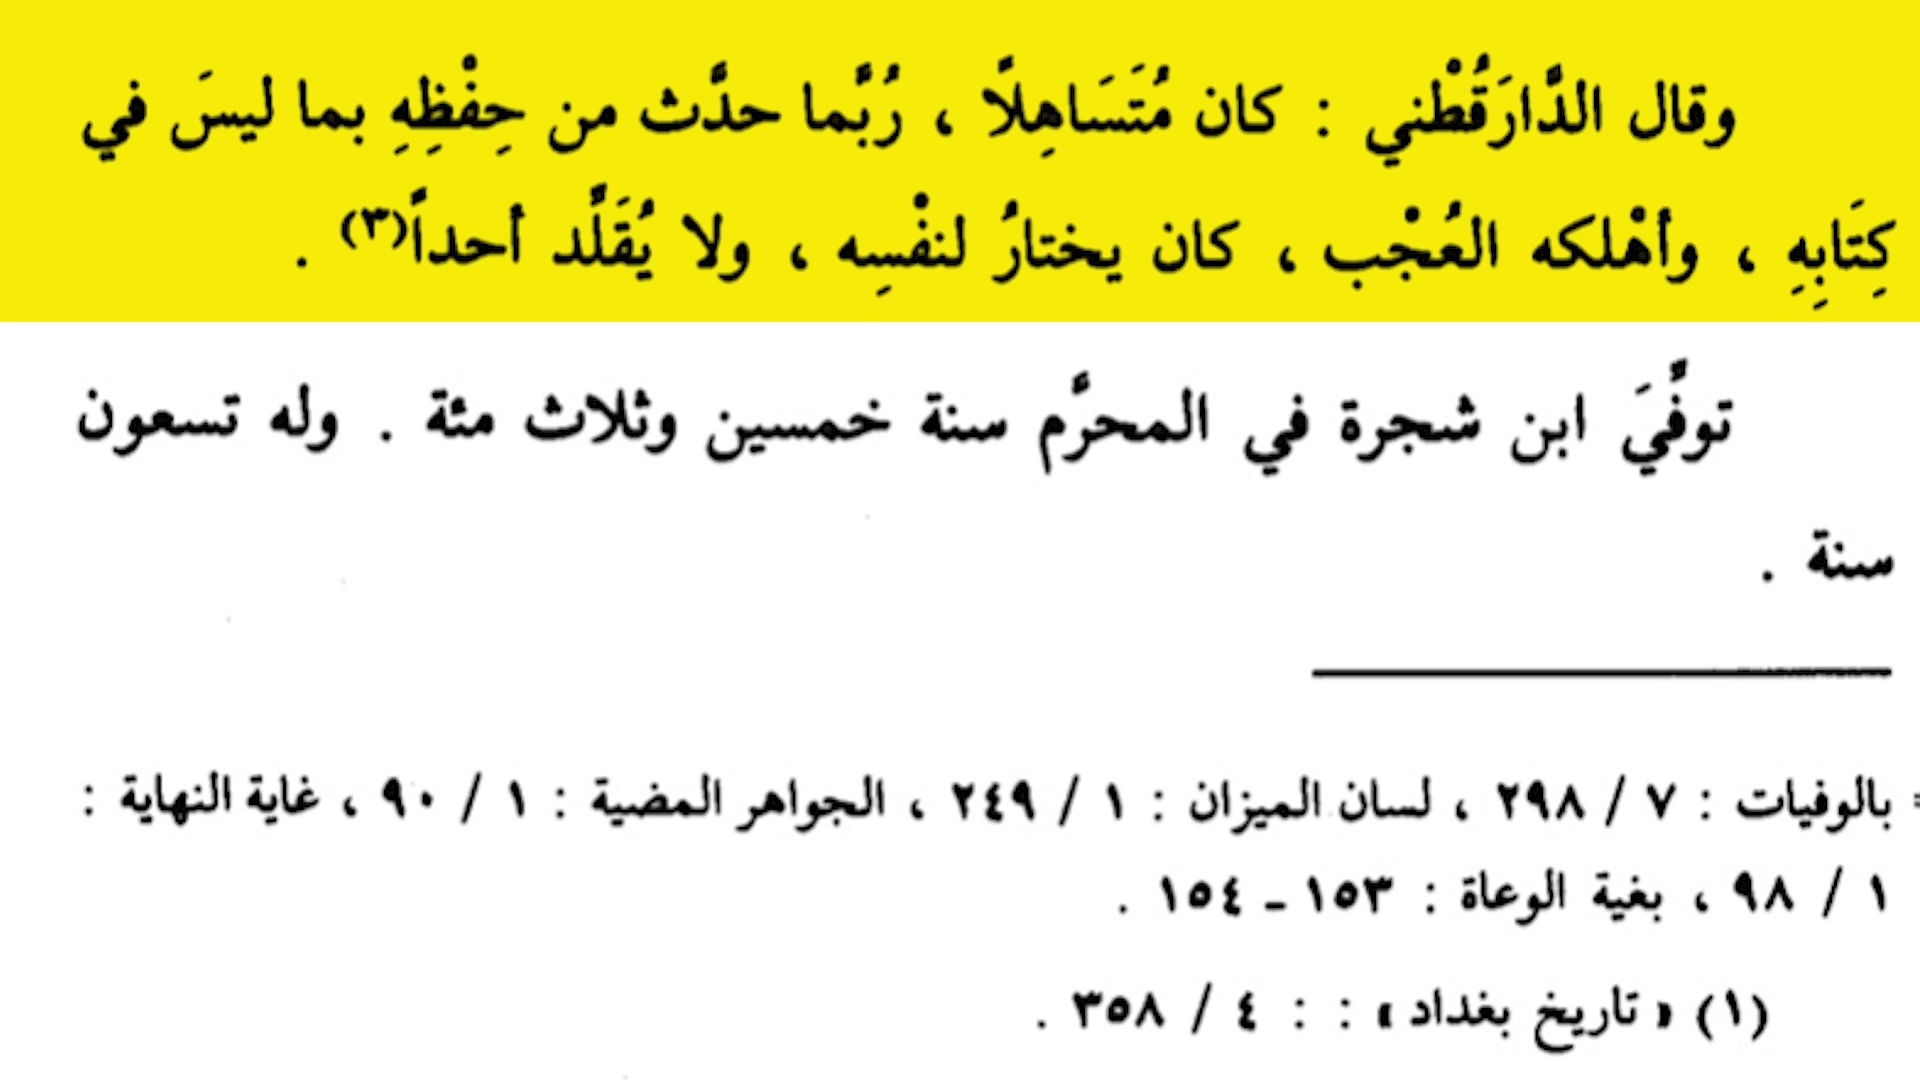 وقال الدَّارَقُطْني : كان مُتَسَاهِلاً ، رُبَّما حدَّث من حِفْظِهِ بما ليسَ في
كِتَابِهِ ، وأهْلكه العُجْب ، كان يختارُ لنفْسِه ، ولا يُقَلِّد أحداً(٣) .
توفِّيَ ابن شجرة في المحرَّم سنة خمسين وثلاث مئة . وله تسعون
سنة .
= بالوفيات : ٧ / ٢٩٨ ، لسان الميزان : ١ / ٢٤٩ ، الجواهر المضية : ١ / ٩٠ ، غاية النهاية :
١ / ٩٨ ، بغية الوعاة : ١٥٣ - ١٥٤ .
(١) « تاريخ بغداد » : : ٤ / ٣٥٨ .